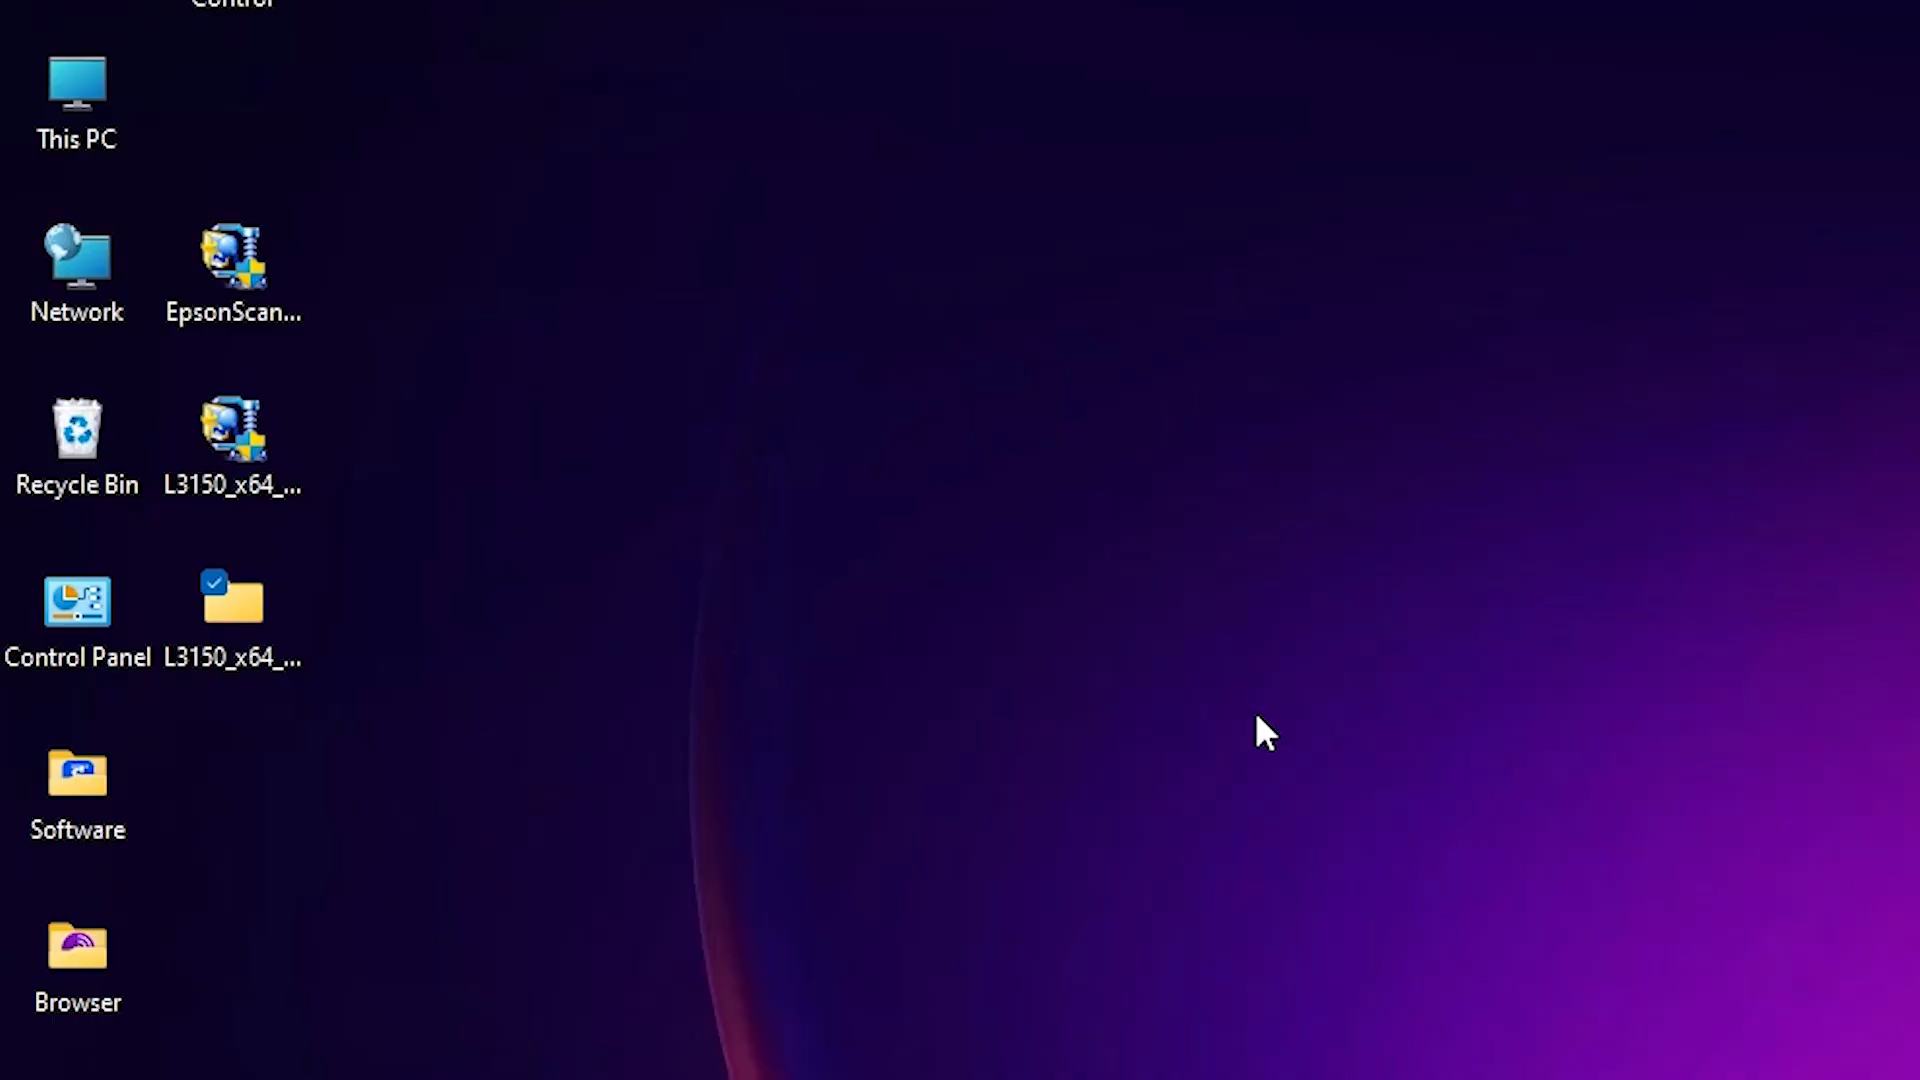 Control
This PC
Network
EpsonScan...
Recycle Bin
L3150_x64_...
Control Panel
L3150_x64_...
Software
Browser